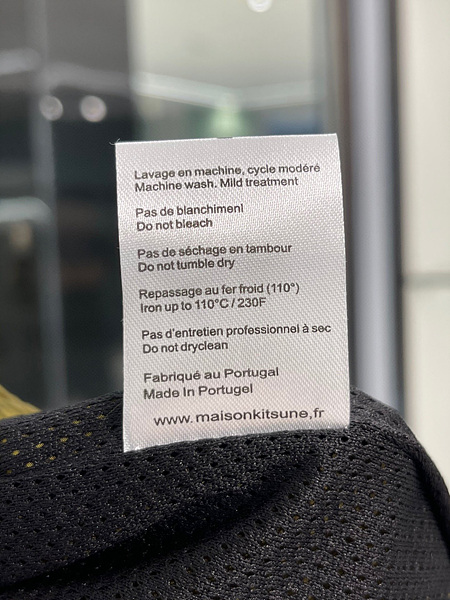 Lavage en machine, cycle modéré
Machine wash. Mild treatment
Pas de blanchimenl
Do not bleach
Pas de séchage en tambour
Do not tumble dry
Repassage au fer froid (110°)
Iron up to 110°C / 230F
Pas d'entretien professionnel à sec
Do not dryclean
Fabriqué au Portugal
Made In Portugel
www.maisonkitsune,fr